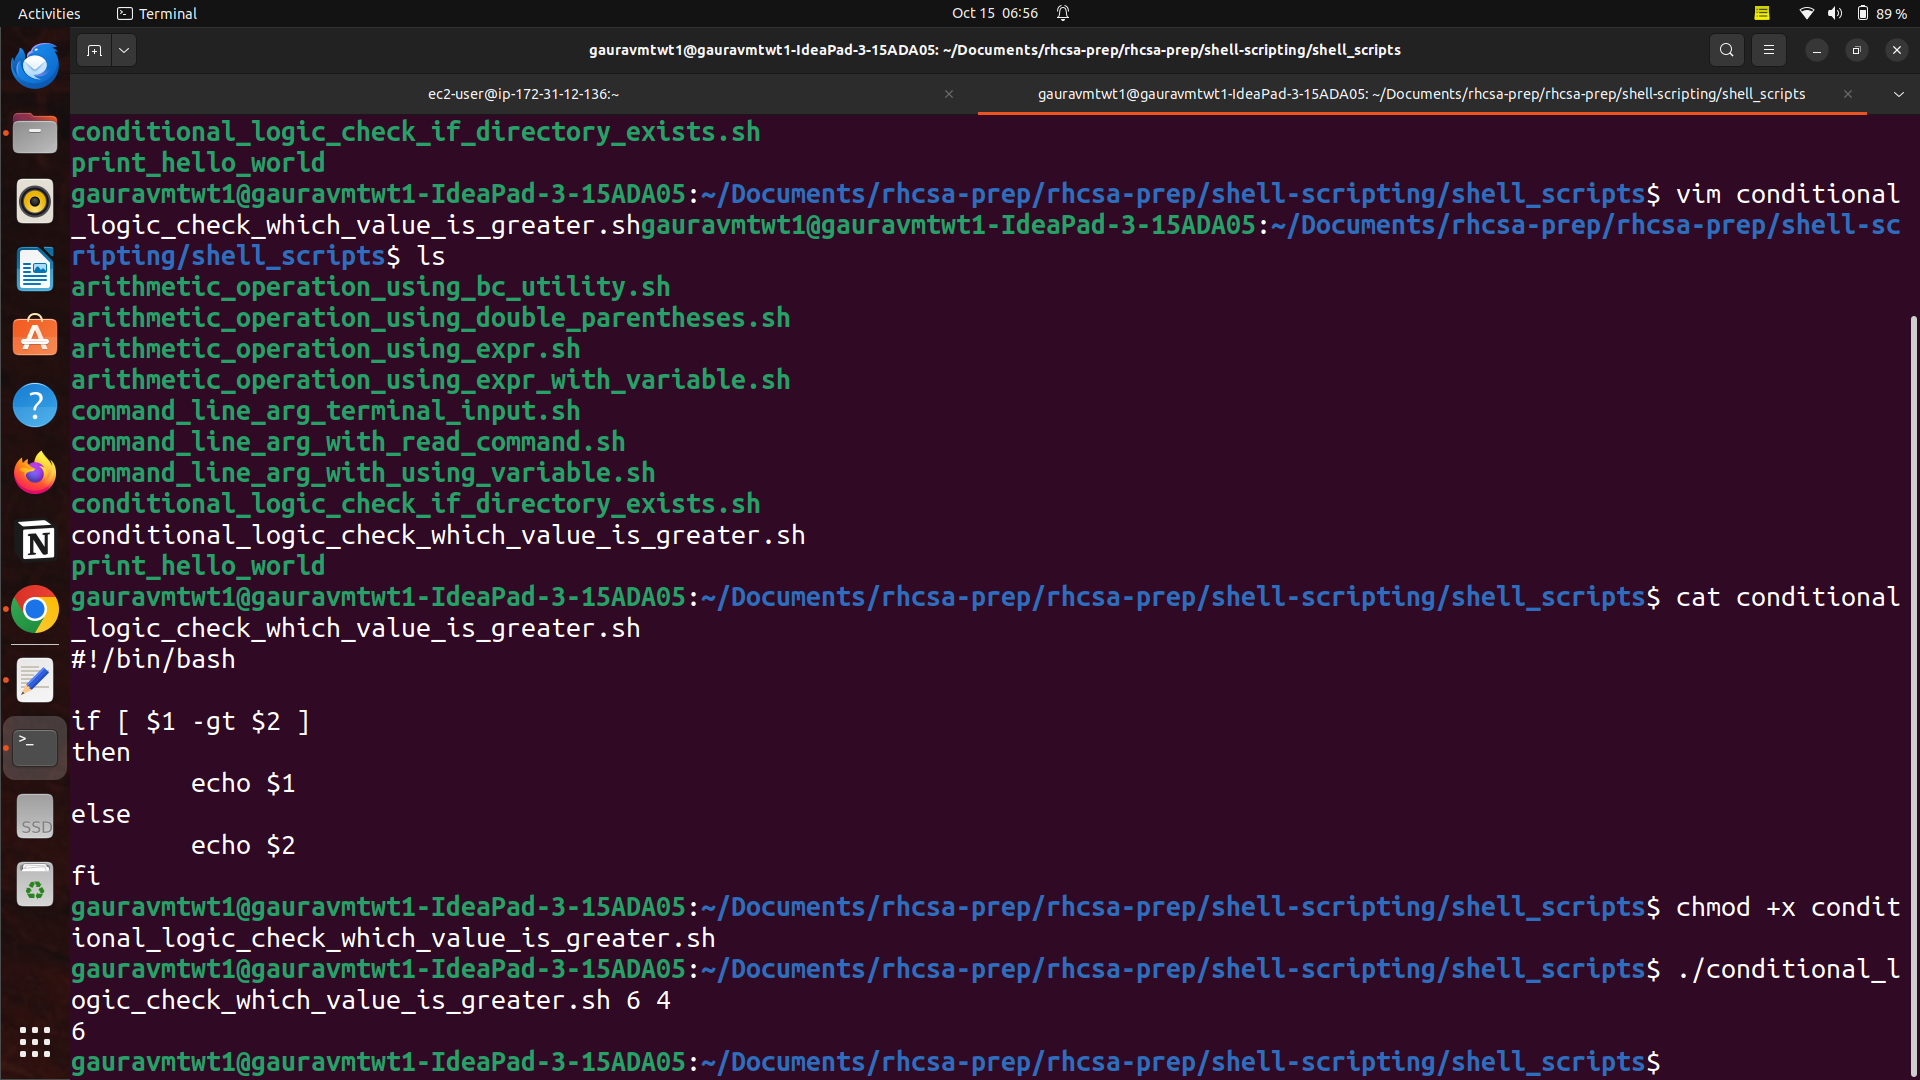 Activities
Terminal
Oct 15 06:56
89 %
gauravmtwt1@gauravmtwt1-IdeaPad-3-15ADA05: ~/Documents/rhcsa-prep/rhcsa-prep/shell-scripting/shell_scripts
ec2-user@ip-172-31-12-136:~
gauravmtwt1@gauravmtwt1-IdeaPad-3-15ADA05: ~/Documents/rhcsa-prep/rhcsa-prep/shell-scripting/shell_scripts
conditional_logic_check_if_directory_exists.sh
print_hello_world
gauravmtwt1@gauravmtwt1-IdeaPad-3-15ADA05:~/Documents/rhcsa-prep/rhcsa-prep/shell-scripting/shell_scripts$ vim conditional
_logic_check_which_value_is_greater.shgauravmtwt1@gauravmtwt1-IdeaPad-3-15ADA05:~/Documents/rhcsa-prep/rhcsa-prep/shell-sc
ripting/shell_scripts$ ls
arithmetic_operation_using_bc_utility.sh
arithmetic_operation_using_double_parentheses.sh
arithmetic_operation_using_expr.sh
arithmetic_operation_using_expr_with_variable.sh
command_line_arg_terminal_input.sh
command_line_arg_with_read_command.sh
command_line_arg_with_using_variable.sh
conditional_logic_check_if_directory_exists.sh
conditional_logic_check_which_value_is_greater.sh
print_hello_world
gauravmtwt1@gauravmtwt1-IdeaPad-3-15ADA05:~/Documents/rhcsa-prep/rhcsa-prep/shell-scripting/shell_scripts$ cat conditional
_logic_check_which_value_is_greater.sh
#!/bin/bash
if [ $1 -gt $2 ]
then
echo $1
else
echo $2
fi
gauravmtwt1@gauravmtwt1-IdeaPad-3-15ADA05:~/Documents/rhcsa-prep/rhcsa-prep/shell-scripting/shell_scripts$ chmod +x condit
ional_logic_check_which_value_is_greater.sh
gauravmtwt1@gauravmtwt1-IdeaPad-3-15ADA05:~/Documents/rhcsa-prep/rhcsa-prep/shell-scripting/shell_scripts$ ./conditional_l
ogic_check_which_value_is_greater.sh 6 4
6
gauravmtwt1@gauravmtwt1-IdeaPad-3-15ADA05:~/Documents/rhcsa-prep/rhcsa-prep/shell-scripting/shell_scripts$
SSD